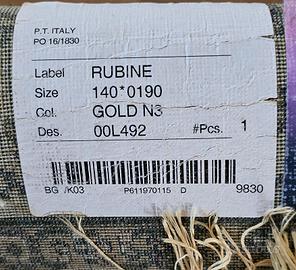 P.T. ITALY
PO 16/1830
Label RUBINE
Size 140*0190
Col. GOLD N3
Des. 00L492 #Pcs. 1
BG /K03 P611970115 D 9830